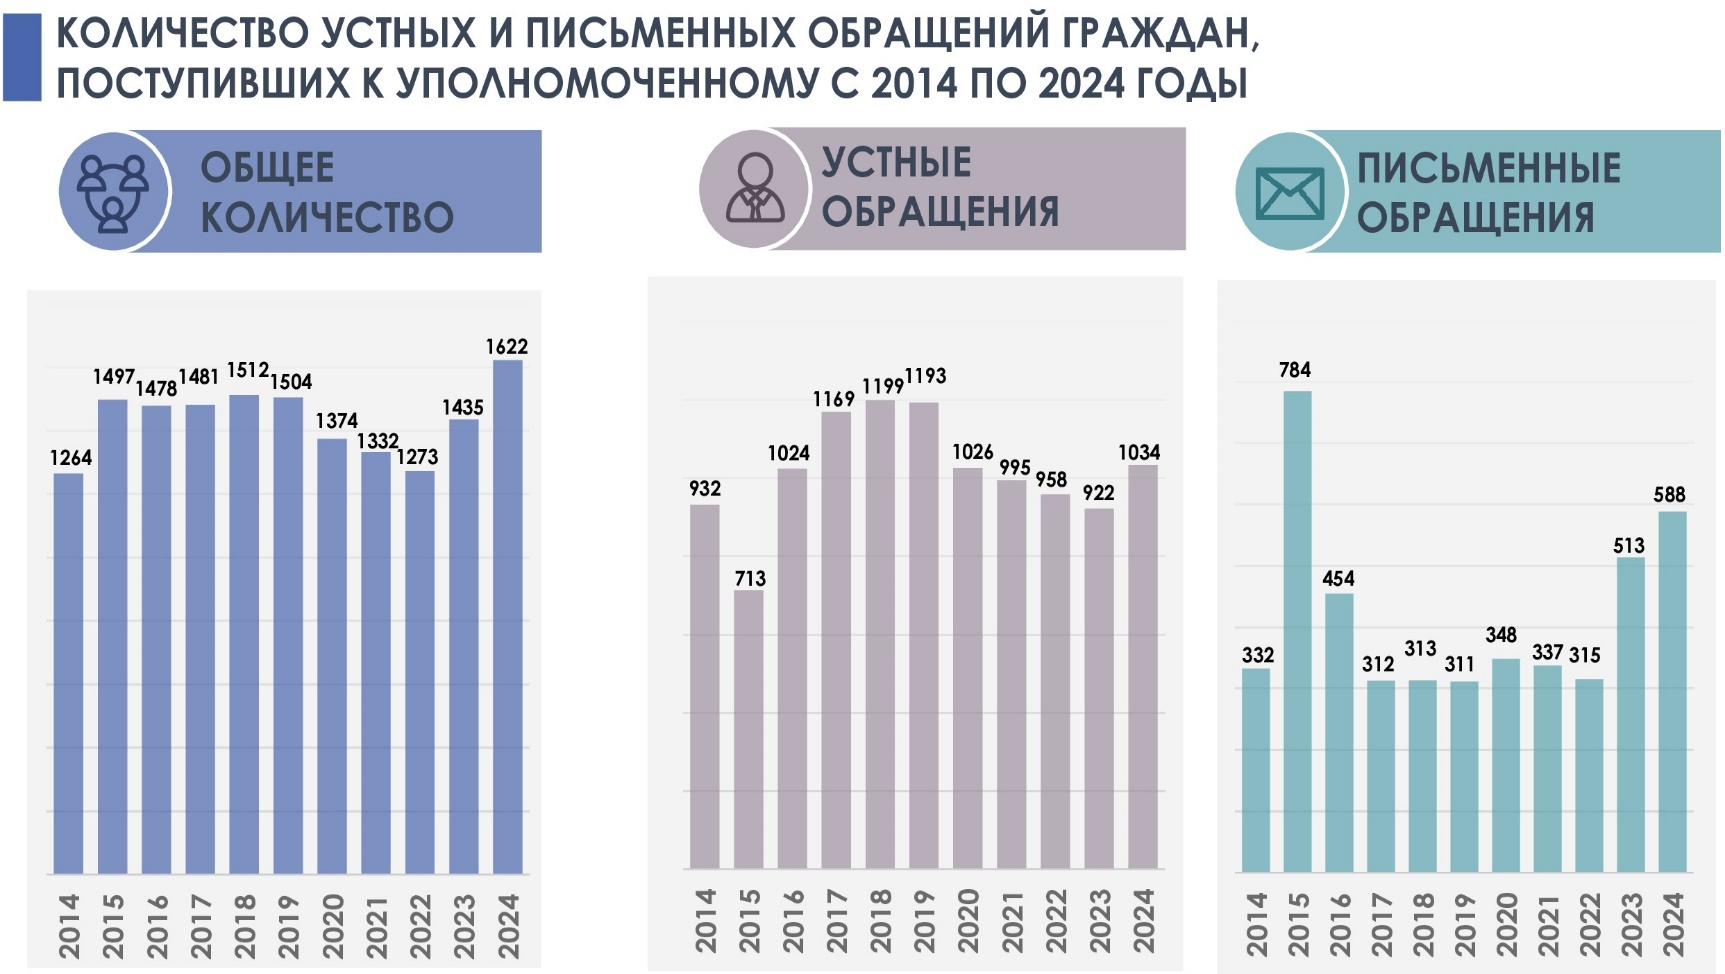 КОЛИЧЕСТВО УСТНЫХ И ПИСЬМЕННЫХ ОБРАЩЕНИЙ ГРАЖДАН,
ПОСТУПИВШИХ К УПОЛНОМОЧЕННОМУ С 2014 ПО 2024 ГОДЫ
ОБЩЕЕ
КОЛИЧЕСТВО
1264 1497 1478 1481 1512 1504 1374 1332 1273 1435 1622
2014 2015 2016 2017 2018 2019 2020 2021 2022 2023 2024
УСТНЫЕ
ОБРАЩЕНИЯ
932 713 1024 1169 1199 1193 1026 995 958 922 1034
2014 2015 2016 2017 2018 2019 2020 2021 2022 2023 2024
ПИСЬМЕННЫЕ
ОБРАЩЕНИЯ
332 784 454 312 313 311 348 337 315 513 588
2014 2015 2016 2017 2018 2019 2020 2021 2022 2023 2024